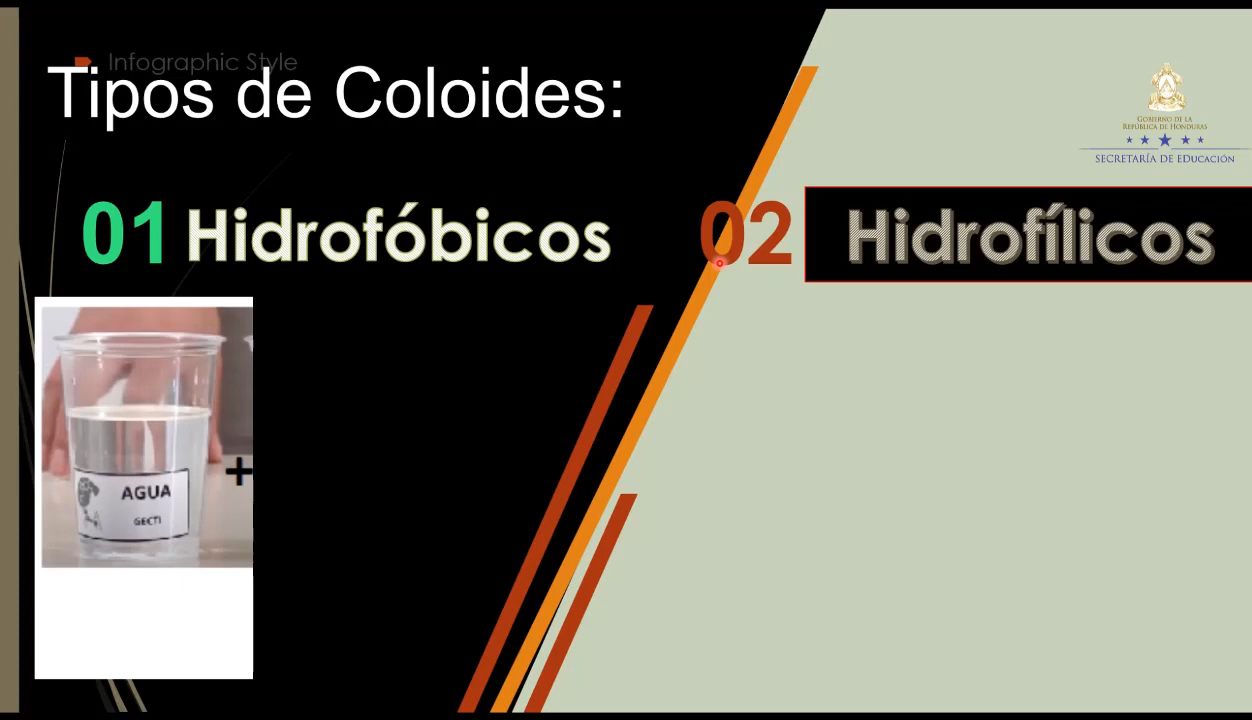 Infographic Style
Tipos de Coloides:
01 Hidrofóbicos
02 Hidrofílicos
GOBIERNO DE LA
REPÚBLICA DE HONDURAS
SECRETARÍA DE EDUCACIÓN
+
AGUA
GECTI